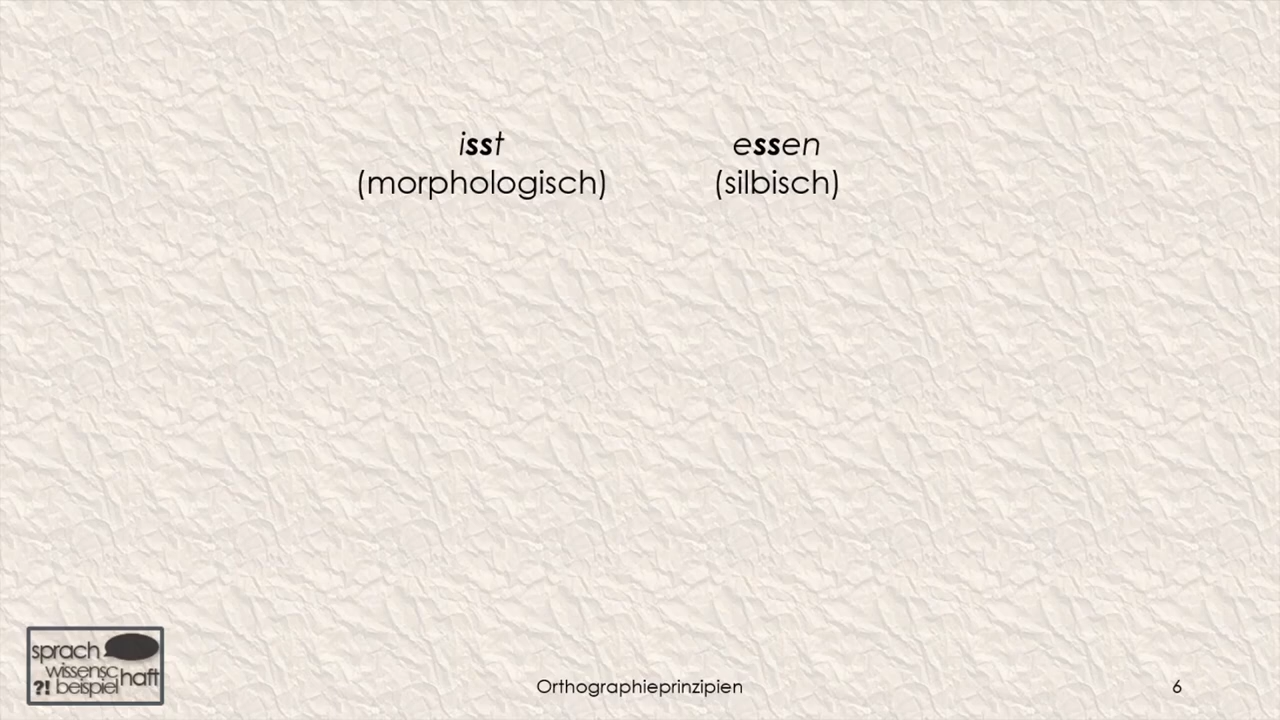 isst essen
(morphologisch) (silbisch)
sprach
wissensc
haft
?! beispiel
Orthographieprinzipien 6